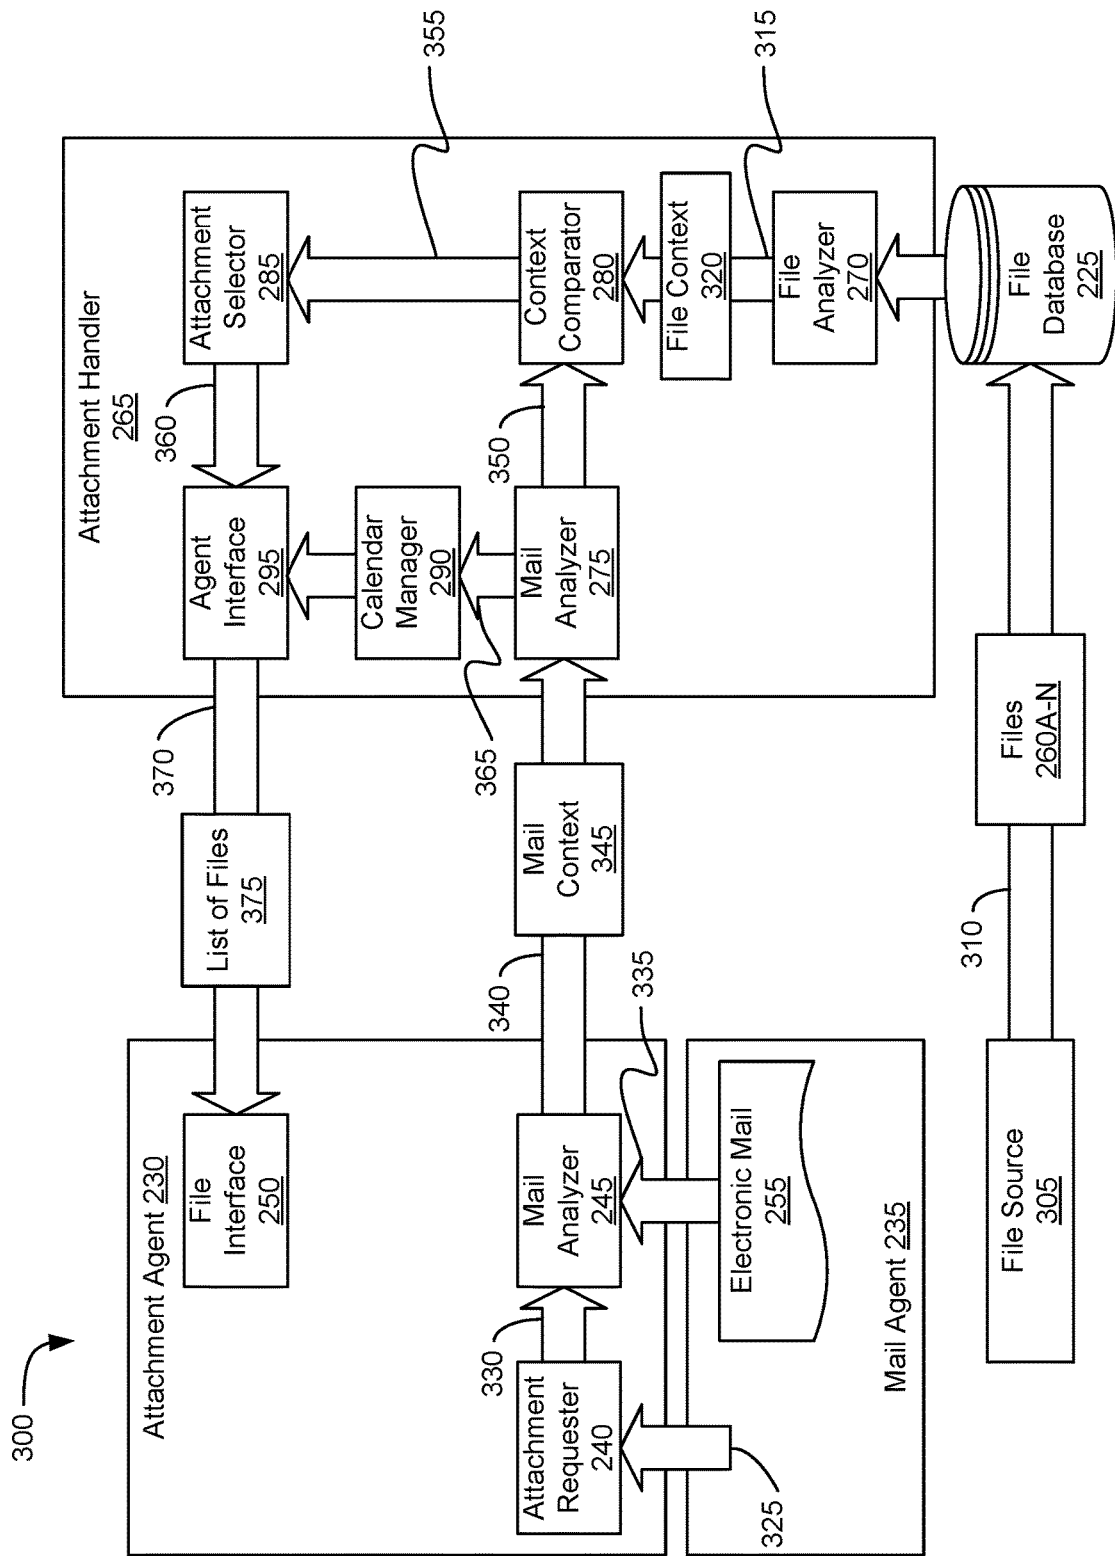 300
Attachment Agent 230
File
Interface
250
List of Files
375
370
Attachment Handler
265
Agent
Interface
295
360
Attachment
Selector
285
355
Calendar
Manager
290
365
Attachment
Requester
240
330
Mail
Analyzer
245
340
Mail
Context
345
Mail
Analyzer
275
350
Context
Comparator
280
File Context
320
315
File
Analyzer
270
325
335
Electronic Mail
255
Mail Agent 235
File Source
305
310
Files
260A-N
File
Database
225